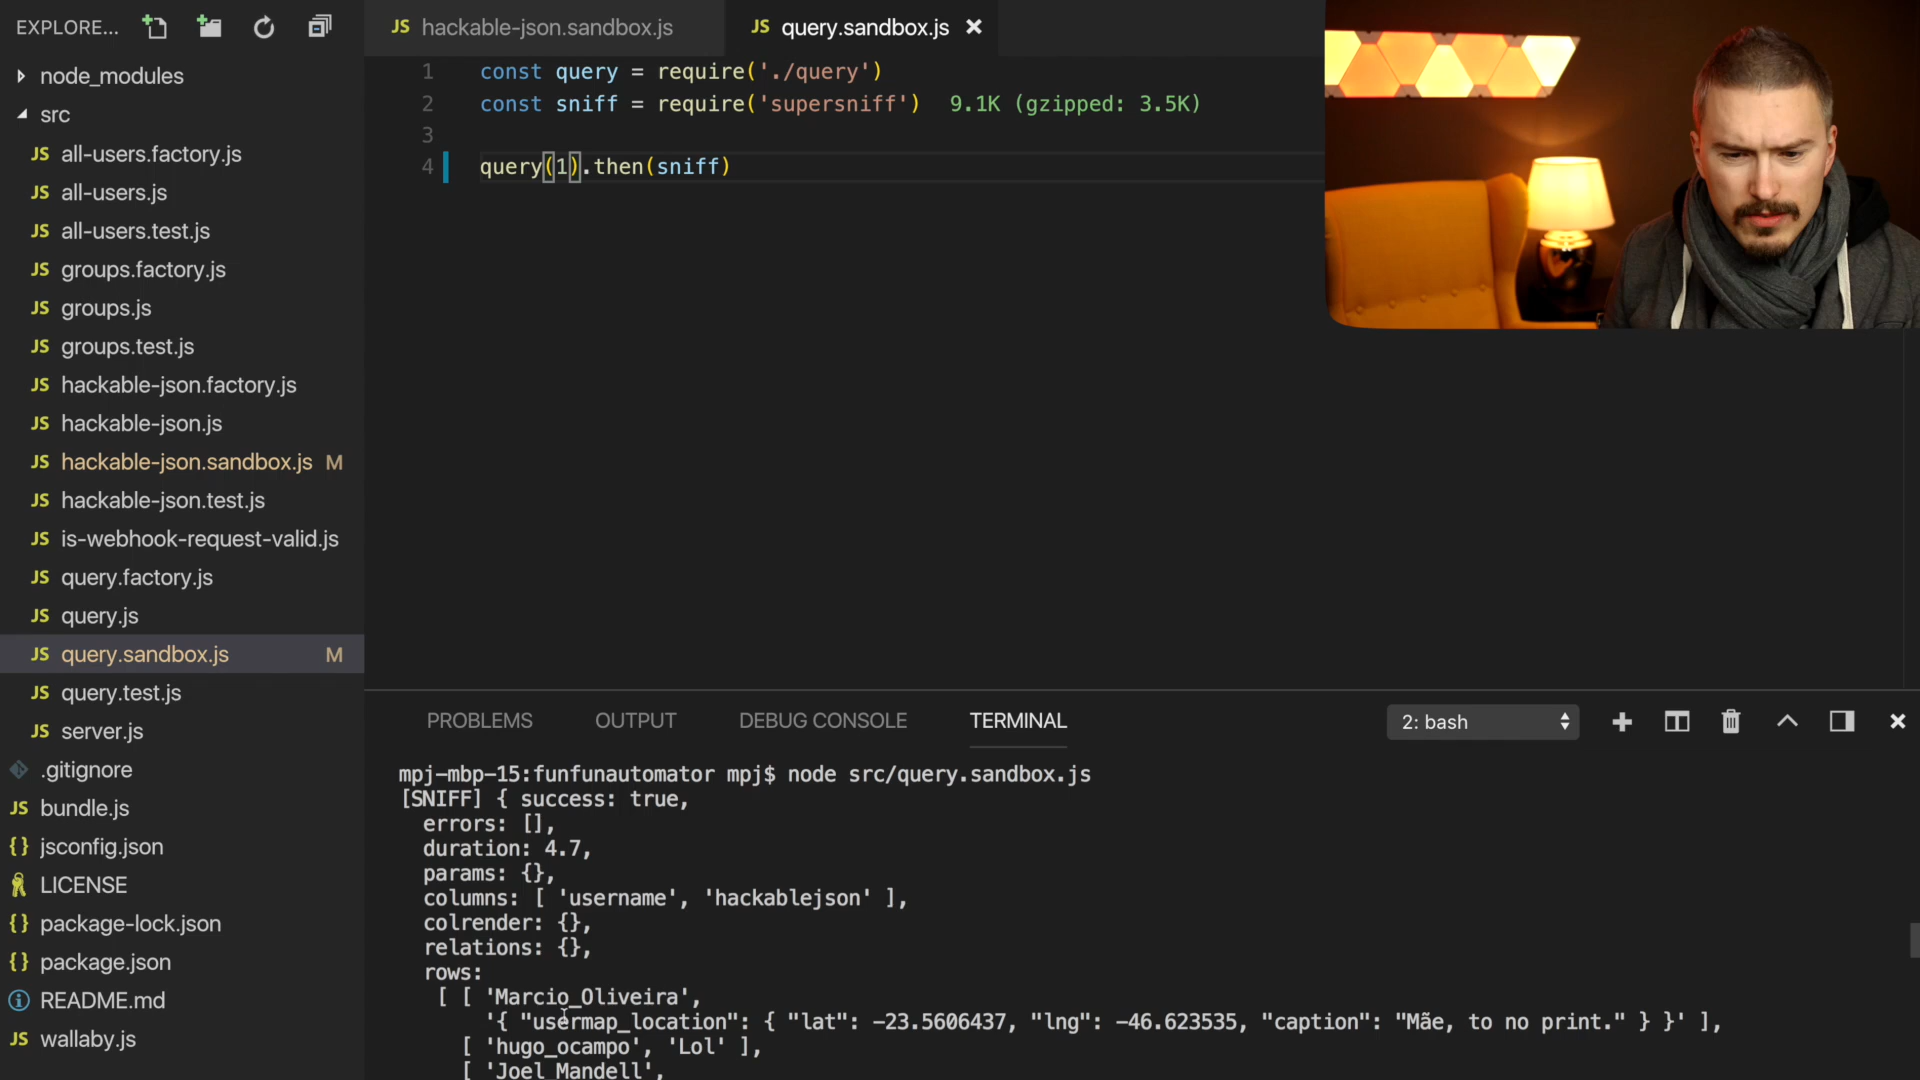 EXPLORE...
node_modules
src
JS all-users.factory.js
JS all-users.js
JS all-users.test.js
JS groups.factory.js
JS groups.js
JS groups.test.js
JS hackable-json.factory.js
JS hackable-json.js
JS hackable-json.sandbox.js M
JS hackable-json.test.js
JS is-webhook-request-valid.js
JS query.factory.js
JS query.js
JS query.sandbox.js M
JS query.test.js
JS server.js
.gitignore
JS bundle.js
{} jsconfig.json
LICENSE
{} package-lock.json
{} package.json
README.md
JS wallaby.js
JS hackable-json.sandbox.js
JS query.sandbox.js
1 const query = require('./query')
2 const sniff = require('supersniff') 9.1K (gzipped: 3.5K)
3
4 query(1).then(sniff)
PROBLEMS OUTPUT DEBUG CONSOLE TERMINAL 2: bash
mpj-mbp-15:funfunautomator mpj$ node src/query.sandbox.js
[SNIFF] { success: true,
errors: [],
duration: 4.7,
params: {},
columns: [ 'username', 'hackablejson' ],
colrender: {},
relations: {},
rows:
[ [ 'Marcio_Oliveira',
'{ "usermap_location": { "lat": -23.5606437, "lng": -46.623535, "caption": "Mãe, to no print." } }' ],
[ 'hugo_ocampo', 'Lol' ],
[ 'Joel_Mandell',